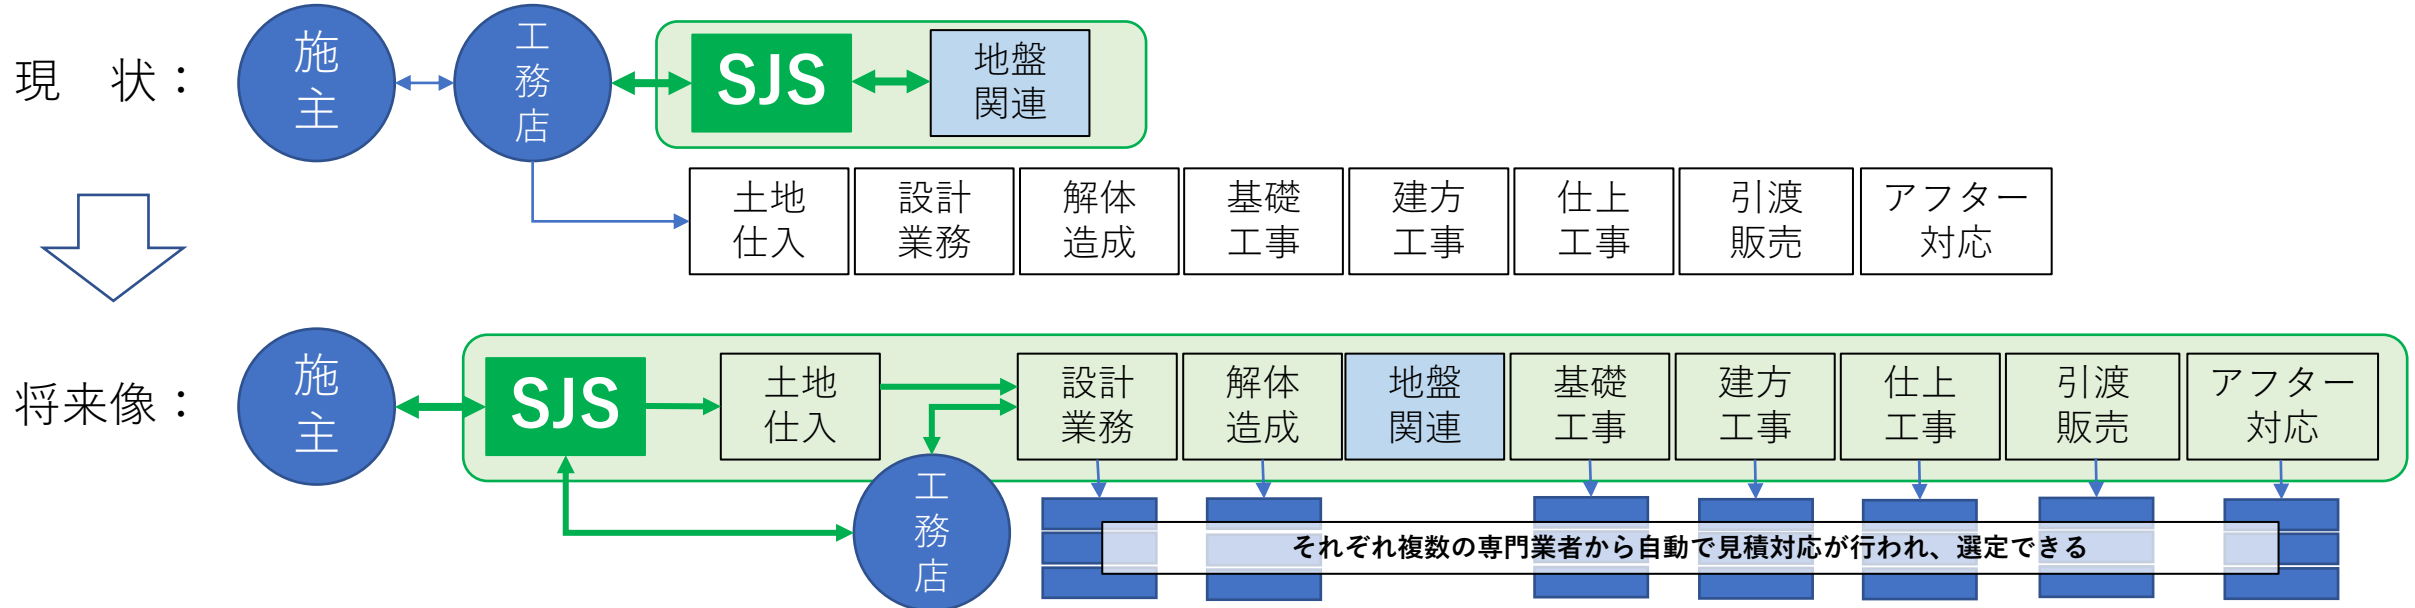 現　状：
施主
工務店
SJS
地盤
関連
土地
仕入
設計
業務
解体
造成
基礎
工事
建方
工事
仕上
工事
引渡
販売
アフター
対応
将来像：
施主
SJS
土地
仕入
設計
業務
解体
造成
地盤
関連
基礎
工事
建方
工事
仕上
工事
引渡
販売
アフター
対応
工務店
それぞれ複数の専門業者から自動で見積対応が行われ、選定できる